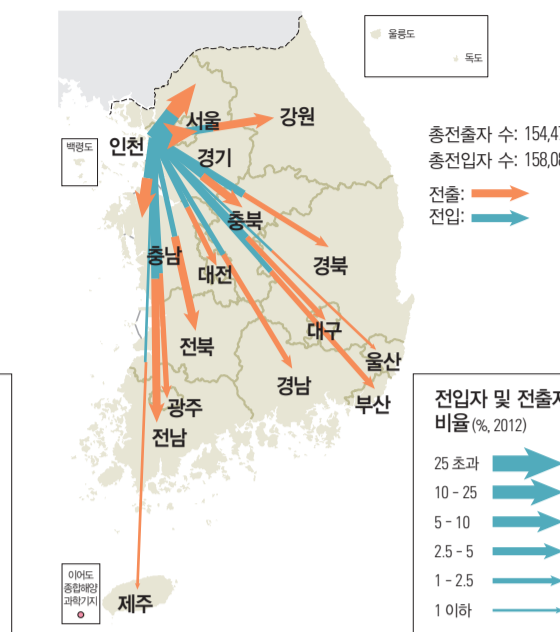 울릉도
독도
서울
강원
인천
백령도
경기
총전출자 수: 154,47
총전입자 수: 158,08
전출:
전입:
충북
충남
대전
경북
전북
대구
울산
경남
부산
광주
전남
전입자 및 전출자
비율 (%, 2012)
25 초과
10 - 25
5 - 10
2.5 - 5
1 - 2.5
1 이하
이어도
종합해양
과학기지
제주